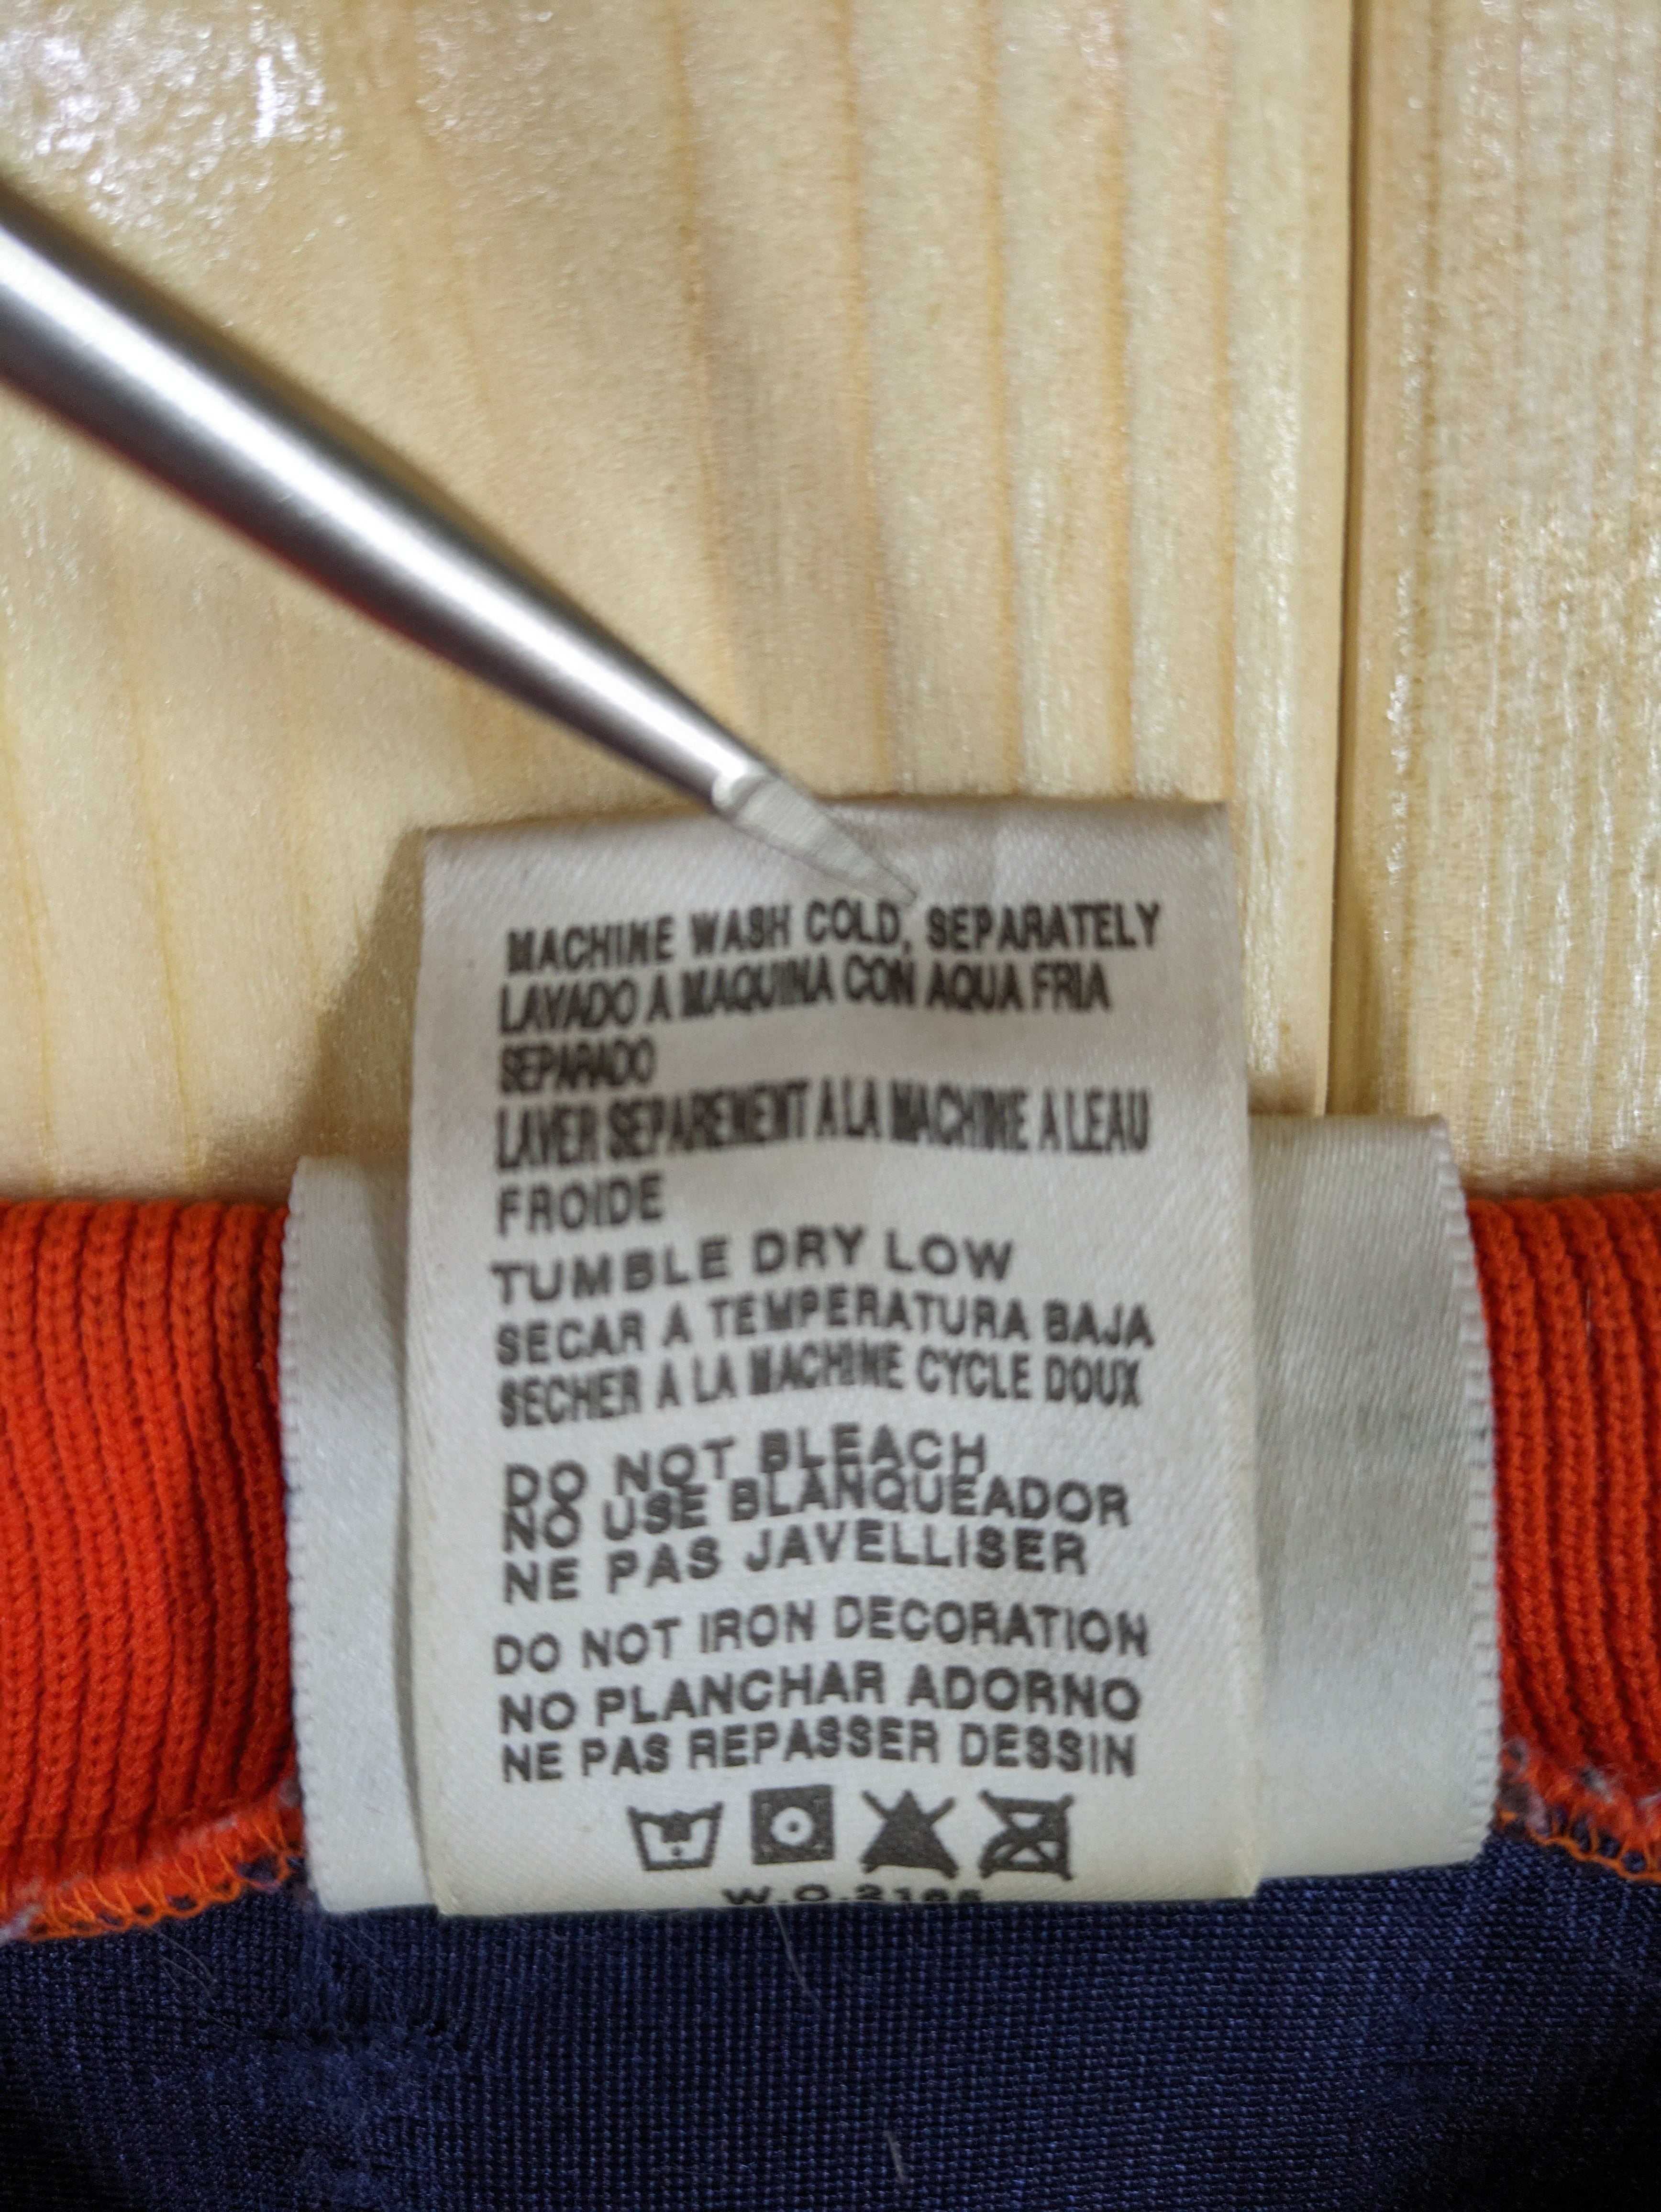 MACHINE WASH COLD, SEPARATELY
LAVADO A MAQUINA CON AQUA FRIA
SEPARADO
LAVER SEPAREMENT A LA MACHINE A LEAU
FROIDE
TUMBLE DRY LOW
SECAR A TEMPERATURA BAJA
SECHER A LA MACHINE CYCLE DOUX
DO NOT BLEACH
NO USE BLANQUEADOR
NE PAS JAVELLISER
DO NOT IRON DECORATION
NO PLANCHAR ADORNO
NE PAS REPASSER DESSIN
W.O.